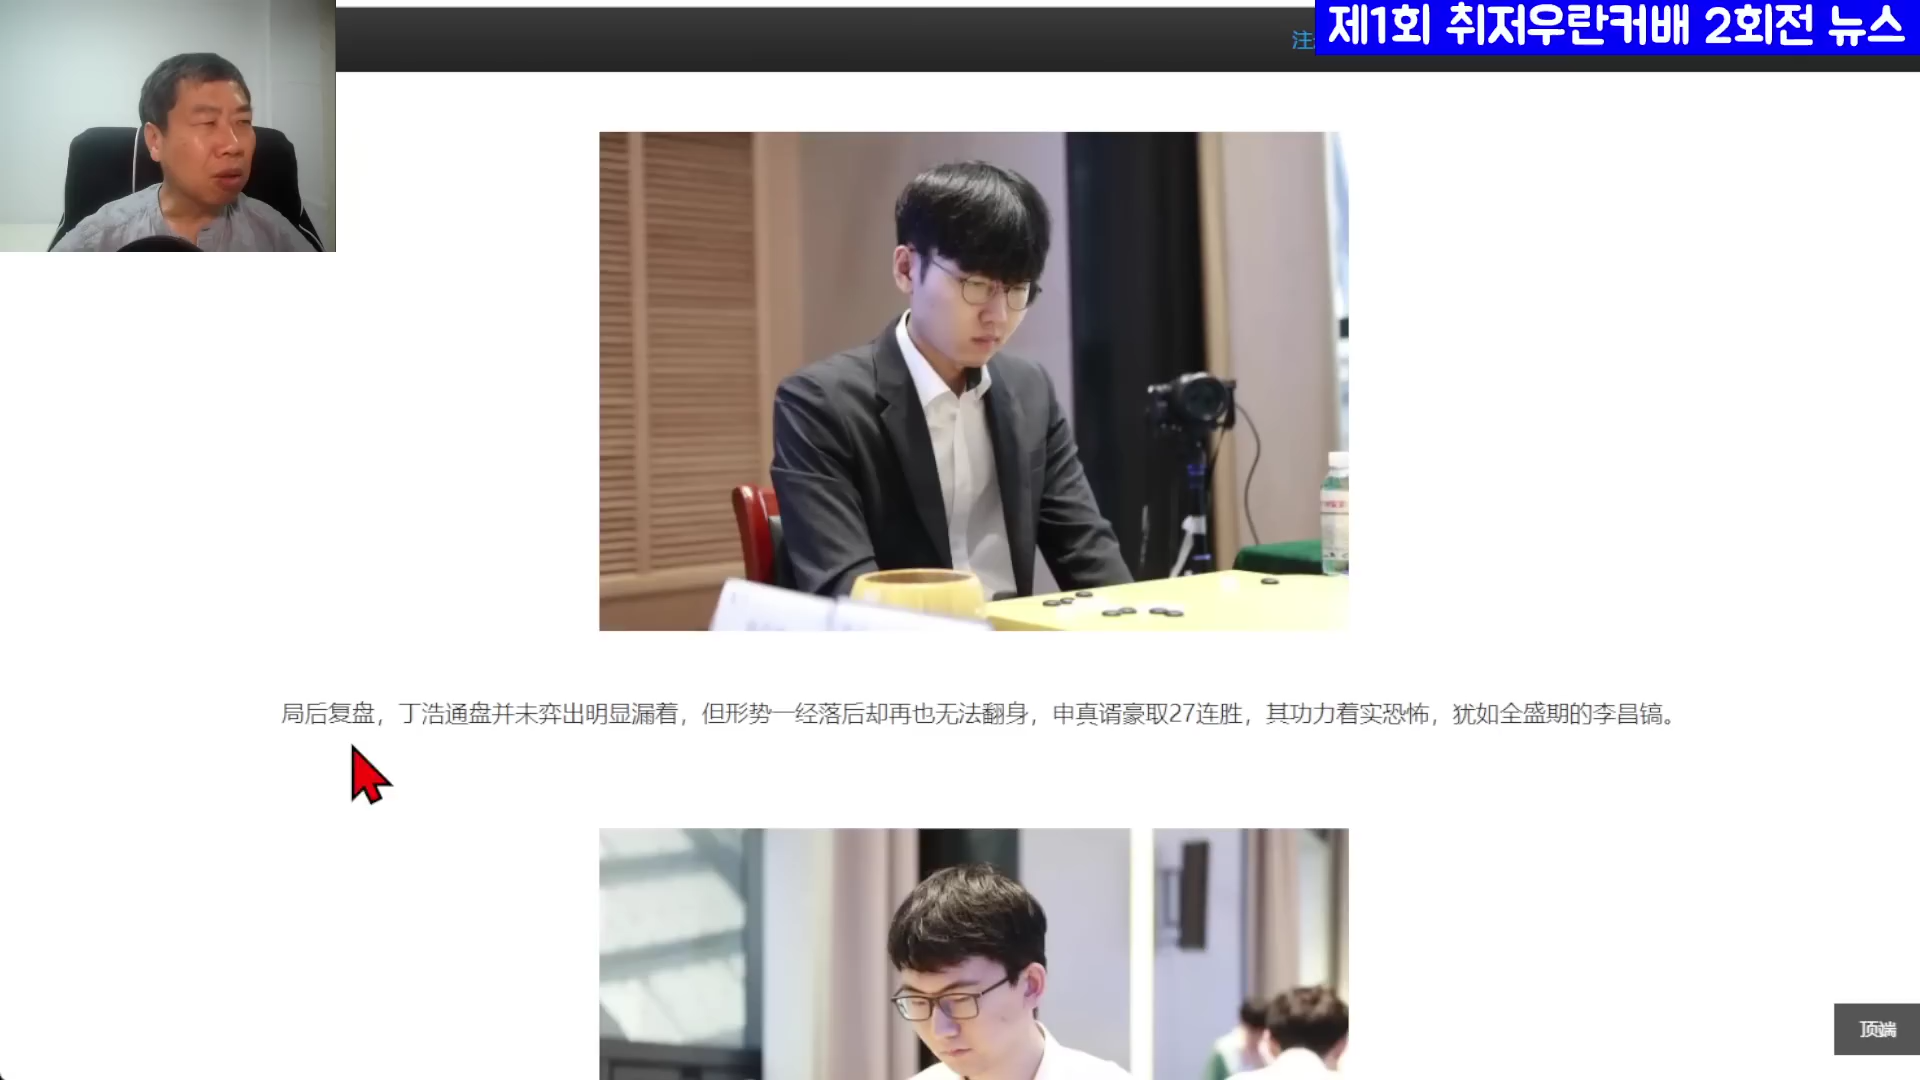 注
제1회 취저우란커배 2회전 뉴스
局后复盘，丁浩通盘并未弈出明显漏着，但形势一经落后却再也无法翻身，申真谞豪取27连胜，其功力着实恐怖，犹如全盛期的李昌镐。
顶端